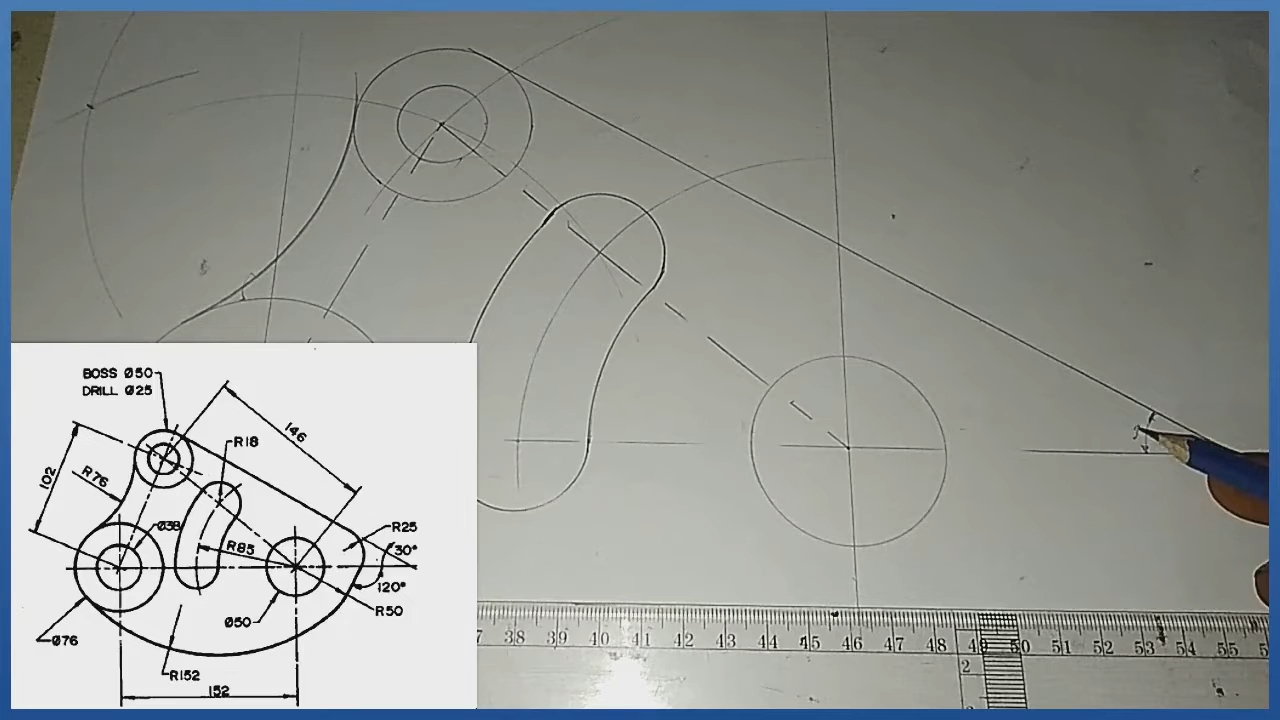 BOSS Ø50
DRILL Ø25
146
R18
102
R76
Ø38
R85
R25
30°
120°
Ø50
R50
Ø76
R152
152
38 39 40 41 42 43 44 45 46 47 48 49 50 51 52 53 54 55
2